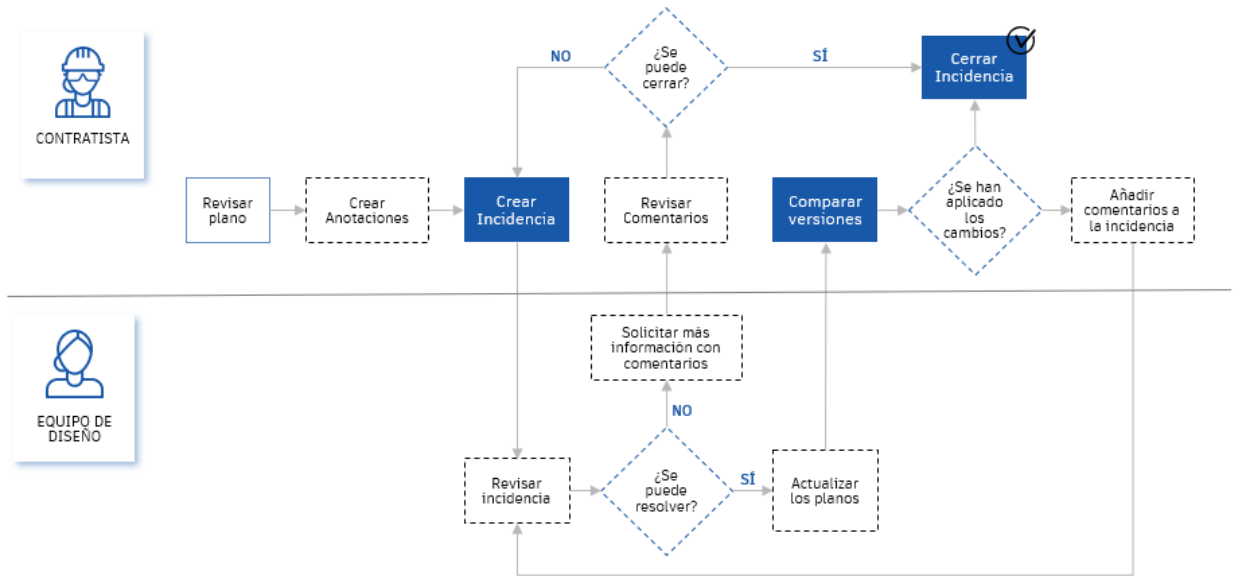 CONTRATISTA
NO
¿Se
puede
cerrar?
SÍ
Cerrar
Incidencia
Revisar
plano
Crear
Anotaciones
Crear
Incidencia
Revisar
Comentarios
Comparar
versiones
¿Se han
aplicado
los
cambios?
Añadir
comentarios a
la incidencia
EQUIPO DE
DISEÑO
Solicitar más
información con
comentarios
NO
Revisar
incidencia
¿Se
puede
resolver?
SÍ
Actualizar
los planos